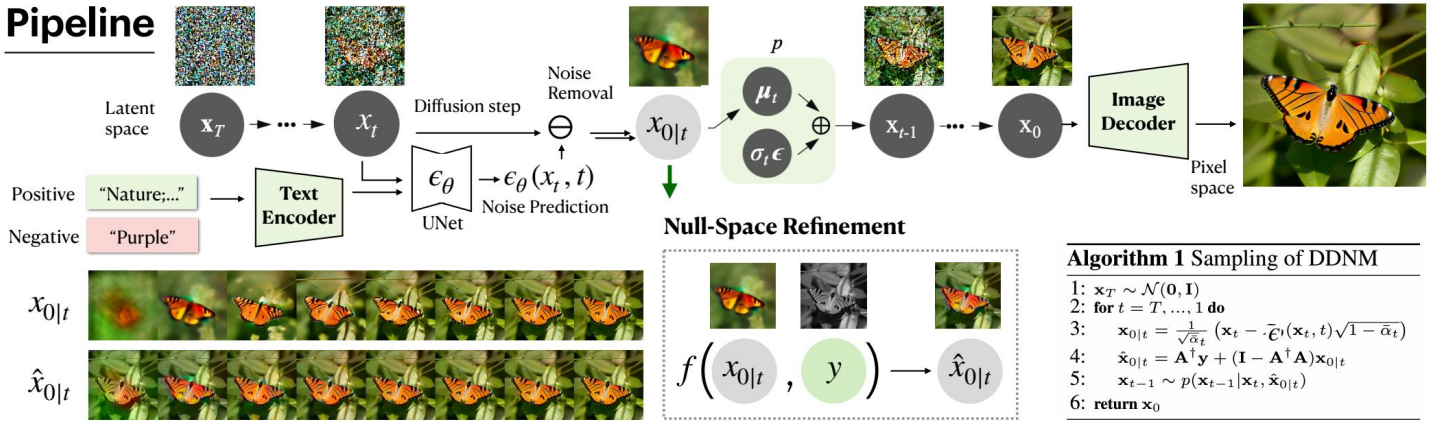 Pipeline
Latent space
x_T
...
x_t
Diffusion step
Noise Removal
⊖
x_{0|t}
p
μ_t
σ_t ϵ
⊕
x_{t-1}
...
x_0
Image Decoder
Pixel space
Positive
"Nature;..."
Negative
"Purple"
Text Encoder
ϵ_θ
UNet
ϵ_θ(x_t, t)
Noise Prediction
Null-Space Refinement
x_{0|t}
x̂_{0|t}
f( x_{0|t} , y ) → x̂_{0|t}
Algorithm 1 Sampling of DDNM
1: x_T ∼ N(0, I)
2: for t = T, ..., 1 do
3: x_{0|t} = 1/√ᾱ_t (x_t − ϵ̃(x_t, t)√1 − ᾱ_t)
4: x̂_{0|t} = A†y + (I − A†A)x_{0|t}
5: x_{t−1} ∼ p(x_{t−1}|x_t, x̂_{0|t})
6: return x_0